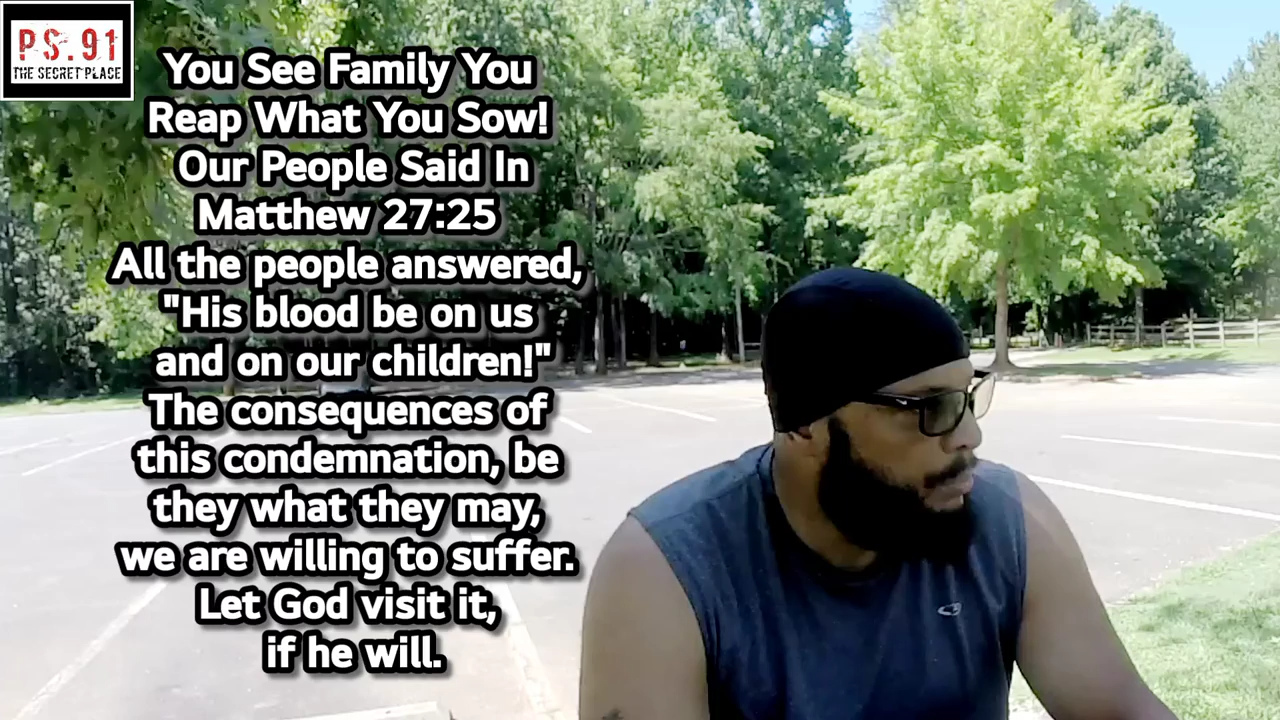 PS.91
THE SECRET PLACE
You See Family You
Reap What You Sow!
Our People Said In
Matthew 27:25
All the people answered,
"His blood be on us
and on our children!"
The consequences of
this condemnation, be
they what they may,
we are willing to suffer.
Let God visit it,
if he will.